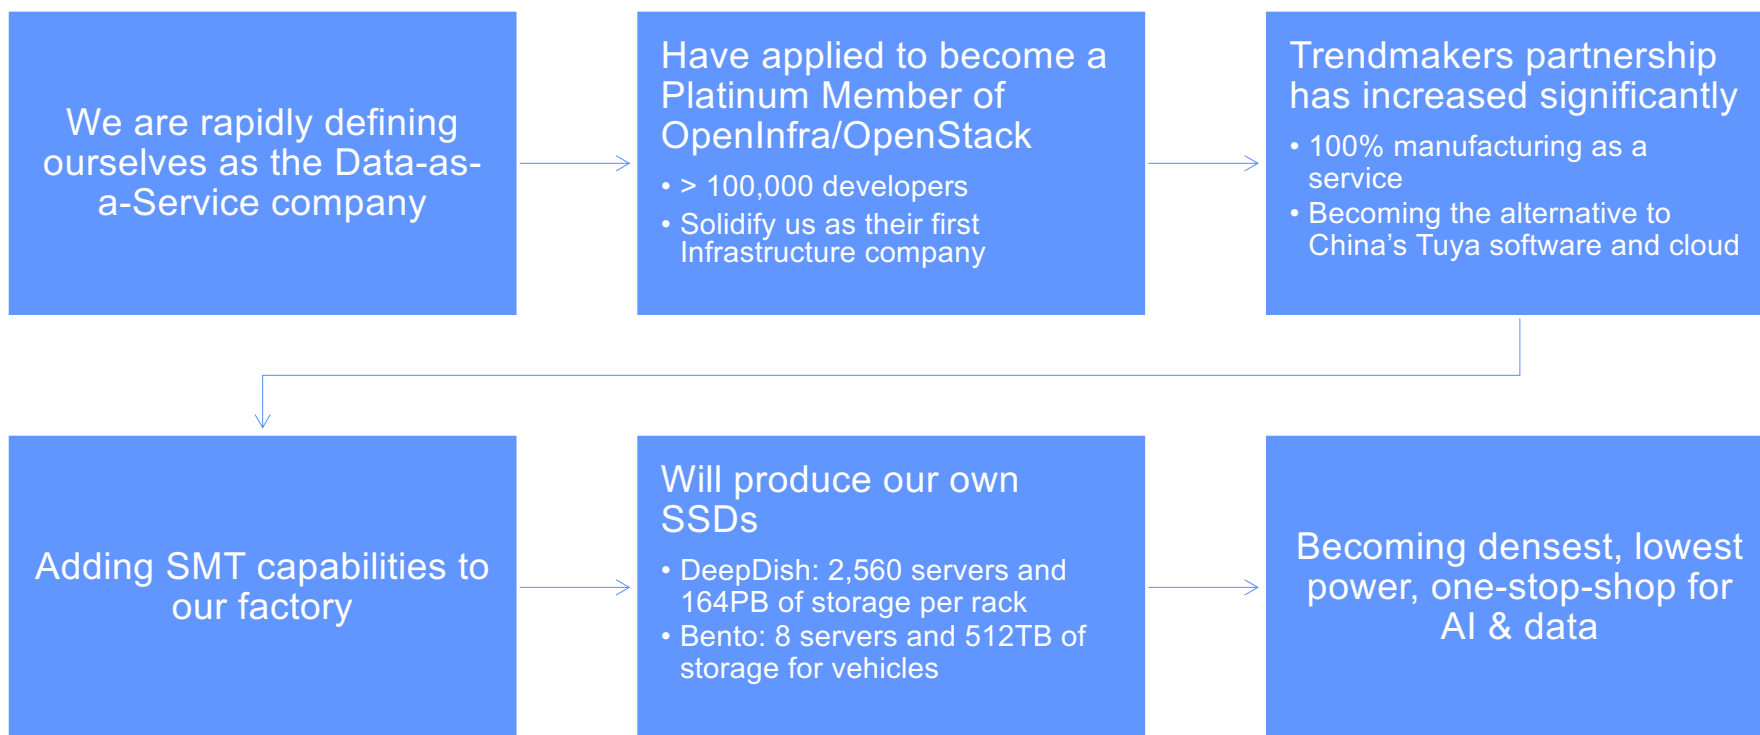 We are rapidly defining
ourselves as the Data-as-
a-Service company
Have applied to become a
Platinum Member of
OpenInfra/OpenStack
• > 100,000 developers
• Solidify us as their first
Infrastructure company
Trendmakers partnership
has increased significantly
• 100% manufacturing as a
service
• Becoming the alternative to
China’s Tuya software and cloud
Adding SMT capabilities to
our factory
Will produce our own
SSDs
• DeepDish: 2,560 servers and
164PB of storage per rack
• Bento: 8 servers and 512TB of
storage for vehicles
Becoming densest, lowest
power, one-stop-shop for
AI & data